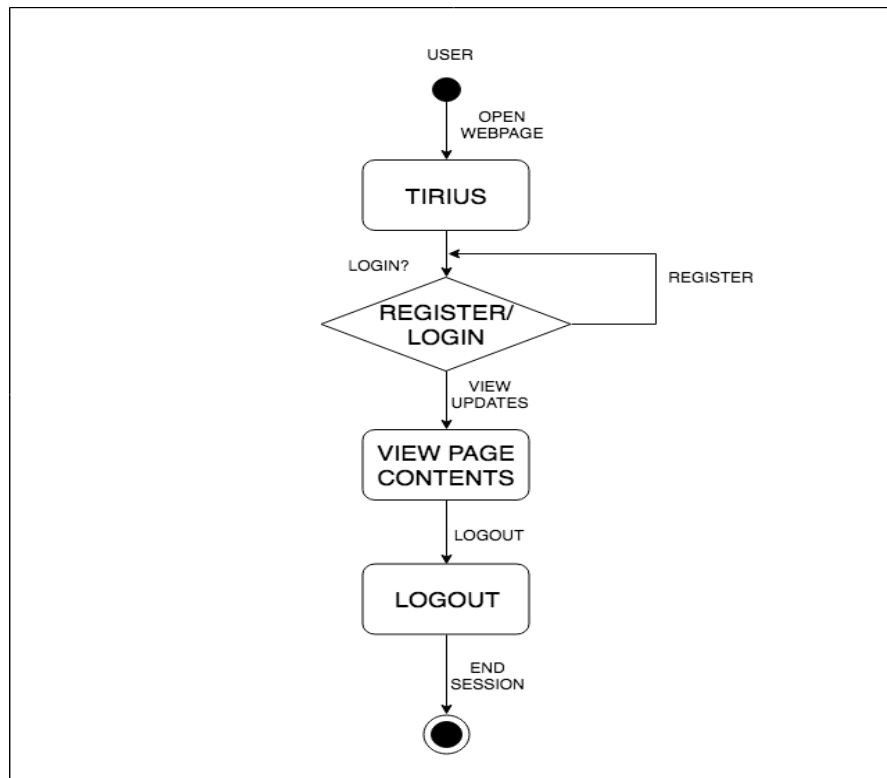 USER
OPEN
WEBPAGE
TIRIUS
LOGIN?
REGISTER
REGISTER/
LOGIN
VIEW
UPDATES
VIEW PAGE
CONTENTS
LOGOUT
LOGOUT
END
SESSION